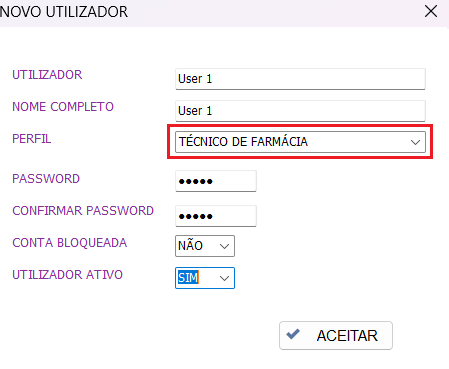 NOVO UTILIZADOR
UTILIZADOR User 1
NOME COMPLETO User 1
PERFIL TÉCNICO DE FARMÁCIA
PASSWORD •••••
CONFIRMAR PASSWORD •••••
CONTA BLOQUEADA NÃO
UTILIZADOR ATIVO SIM
ACEITAR